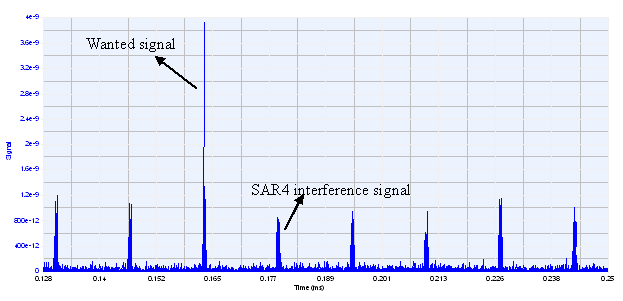 4e-9
3.6e-9
Wanted signal
3.2e-9
2.8e-9
2.4e-9
2e-9
Signal
1.6e-9
SAR4 interference signal
1.2e-9
800e-12
400e-12
0
0.128 0.14 0.152 0.165 0.177 0.189 0.201 0.213 0.226 0.238 0.25
Time (ms)